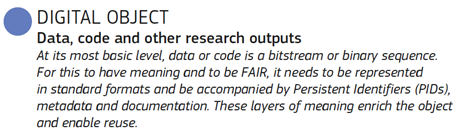 DIGITAL OBJECT
Data, code and other research outputs
At its most basic level, data or code is a bitstream or binary sequence.
For this to have meaning and to be FAIR, it needs to be represented
in standard formats and be accompanied by Persistent Identifiers (PIDs),
metadata and documentation. These layers of meaning enrich the object
and enable reuse.